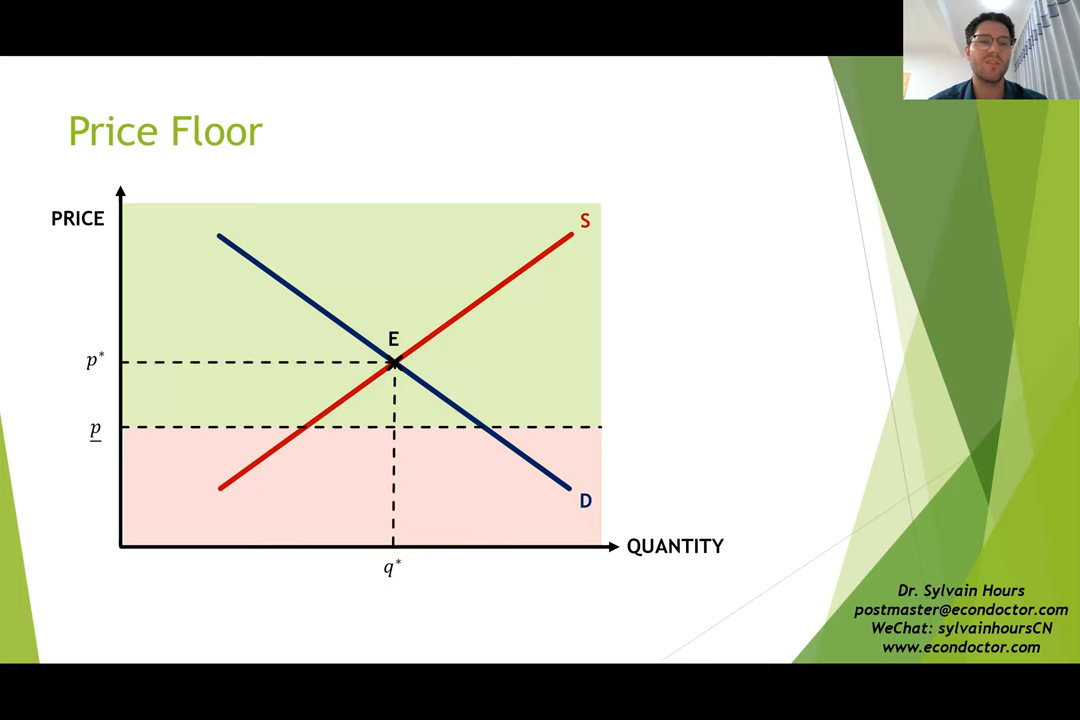 Price Floor
PRICE
S
E
p*
p
D
QUANTITY
q*
Dr. Sylvain Hours
postmaster@econdoctor.com
WeChat: sylvainhoursCN
www.econdoctor.com